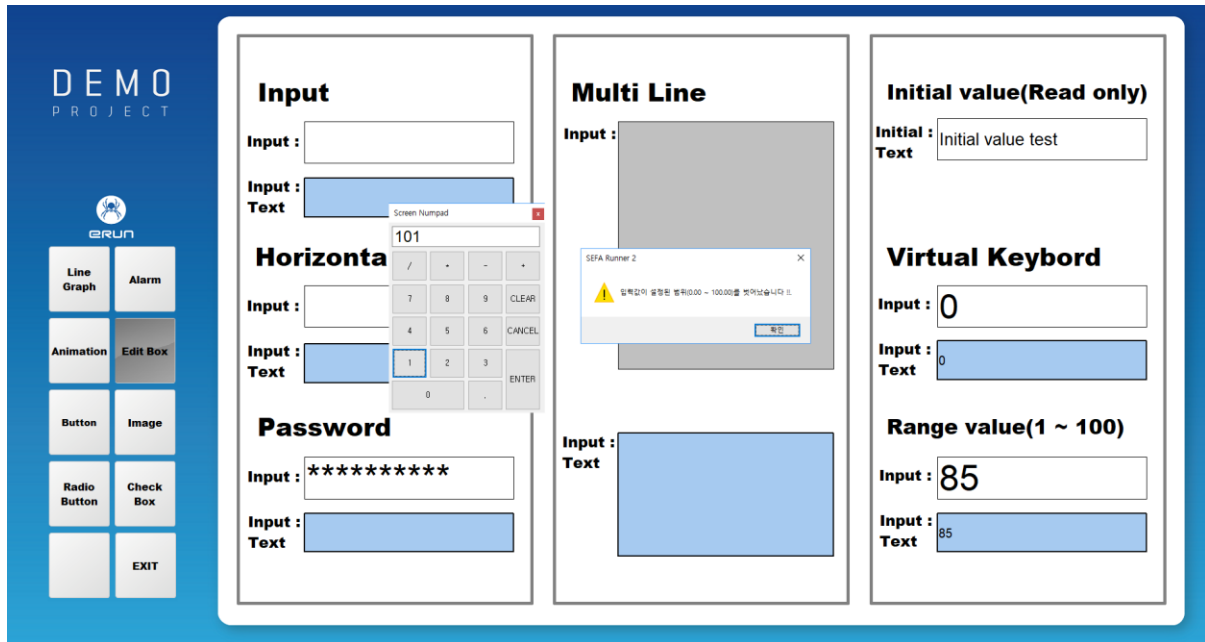 DEMO
PROJECT
eRUN
Line
Graph
Alarm
Animation
Edit Box
Button
Image
Radio
Button
Check
Box
EXIT
Input
Input :
Input :
Text
Horizonta
Input :
Input :
Text
Password
Input :
**********
Input :
Text
Screen Numpad
x
101
/
-
7
8
9
CLEAR
4
5
6
CANCEL
1
2
3
ENTER
0
.
Multi Line
Input :
SEFA Runner 2
입력값이 설정된 범위(0.00 ~ 100.00)를 벗어났습니다 !!.
확인
Input :
Text
Initial value(Read only)
Initial :
Text
Initial value test
Virtual Keybord
Input :
0
Input :
Text
0
Range value(1 ~ 100)
Input :
85
Input :
Text
85